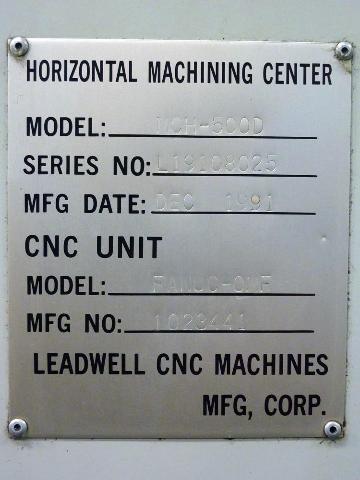 HORIZONTAL MACHINING CENTER
MODEL: MCH-500D
SERIES NO: L19108025
MFG DATE: DEC 1991
CNC UNIT
MODEL: FANUC-OMF
MFG NO: 1023441
LEADWELL CNC MACHINES
MFG, CORP.